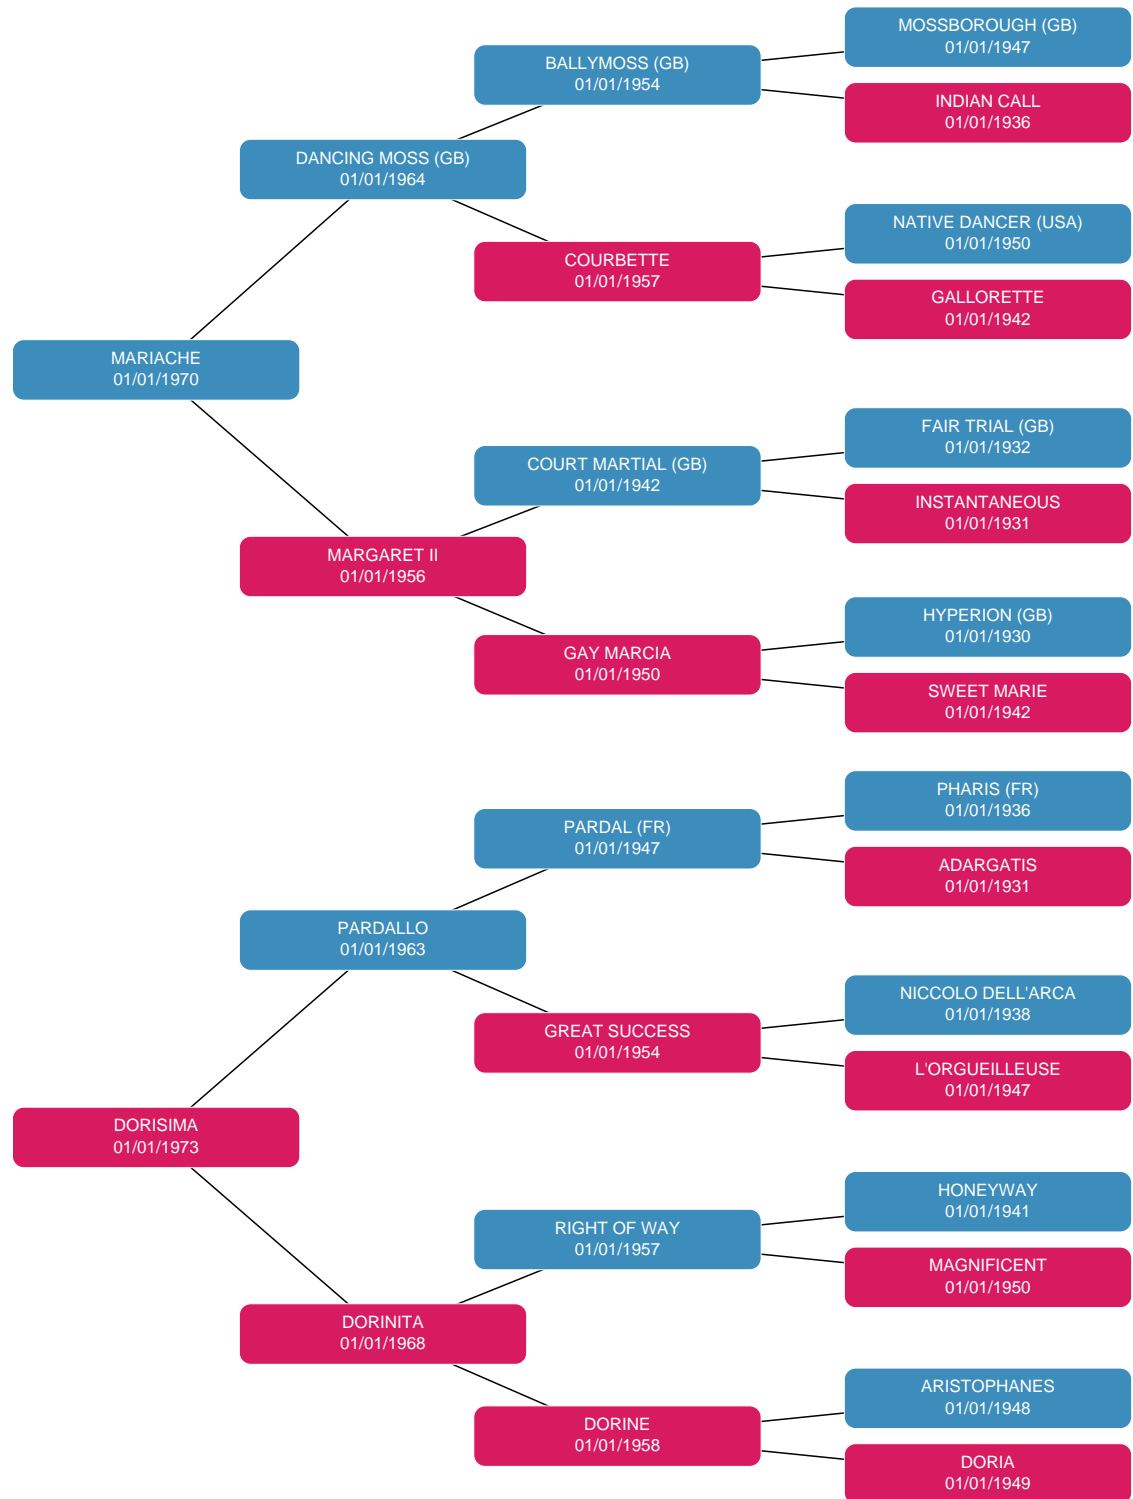 MOSSBOROUGH (GB)
01/01/1947
BALLYMOSS (GB)
01/01/1954
INDIAN CALL
01/01/1936
DANCING MOSS (GB)
01/01/1964
NATIVE DANCER (USA)
01/01/1950
COURBETTE
01/01/1957
GALLORETTE
01/01/1942
MARIACHE
01/01/1970
FAIR TRIAL (GB)
01/01/1932
COURT MARTIAL (GB)
01/01/1942
INSTANTANEOUS
01/01/1931
MARGARET II
01/01/1956
HYPERION (GB)
01/01/1930
GAY MARCIA
01/01/1950
SWEET MARIE
01/01/1942
PHARIS (FR)
01/01/1936
PARDAL (FR)
01/01/1947
ADARGATIS
01/01/1931
PARDALLO
01/01/1963
NICCOLO DELL'ARCA
01/01/1938
GREAT SUCCESS
01/01/1954
L'ORGUEILLEUSE
01/01/1947
DORISIMA
01/01/1973
HONEYWAY
01/01/1941
RIGHT OF WAY
01/01/1957
MAGNIFICENT
01/01/1950
DORINITA
01/01/1968
ARISTOPHANES
01/01/1948
DORINE
01/01/1958
DORIA
01/01/1949